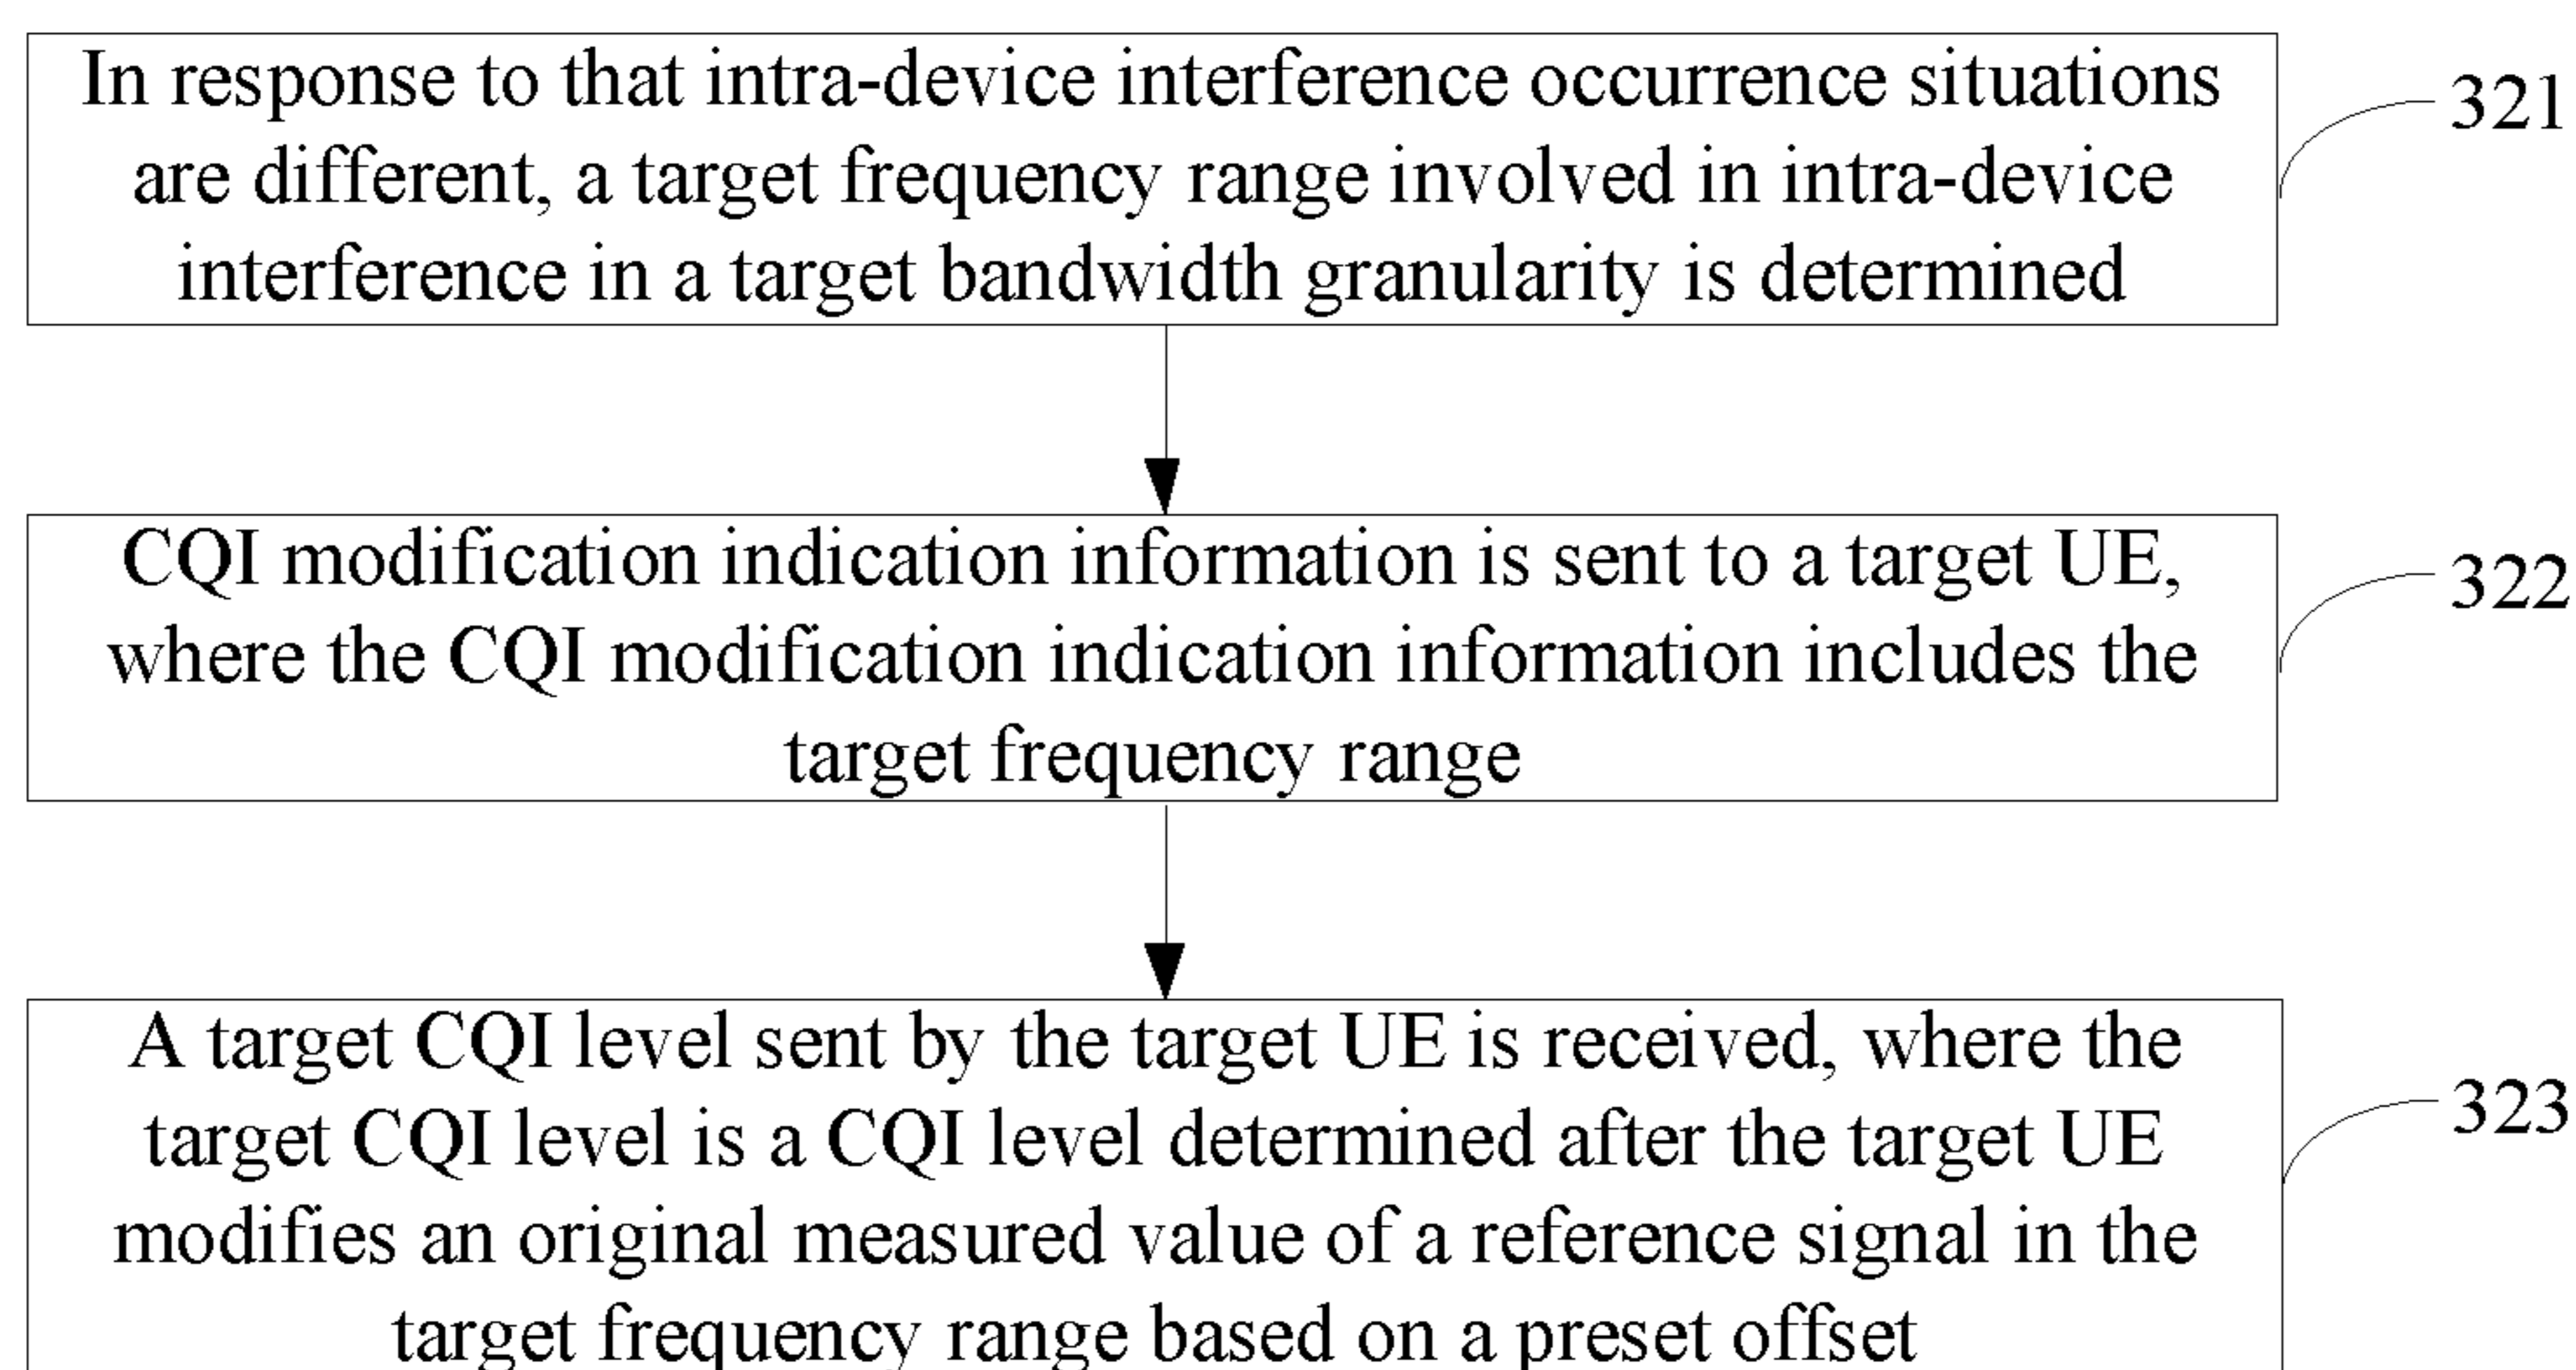 In response to that intra-device interference occurrence situations
are different, a target frequency range involved in intra-device
interference in a target bandwidth granularity is determined
321
CQI modification indication information is sent to a target UE,
where the CQI modification indication information includes the
target frequency range
322
A target CQI level sent by the target UE is received, where the
target CQI level is a CQI level determined after the target UE
modifies an original measured value of a reference signal in the
target frequency range based on a preset offset
323